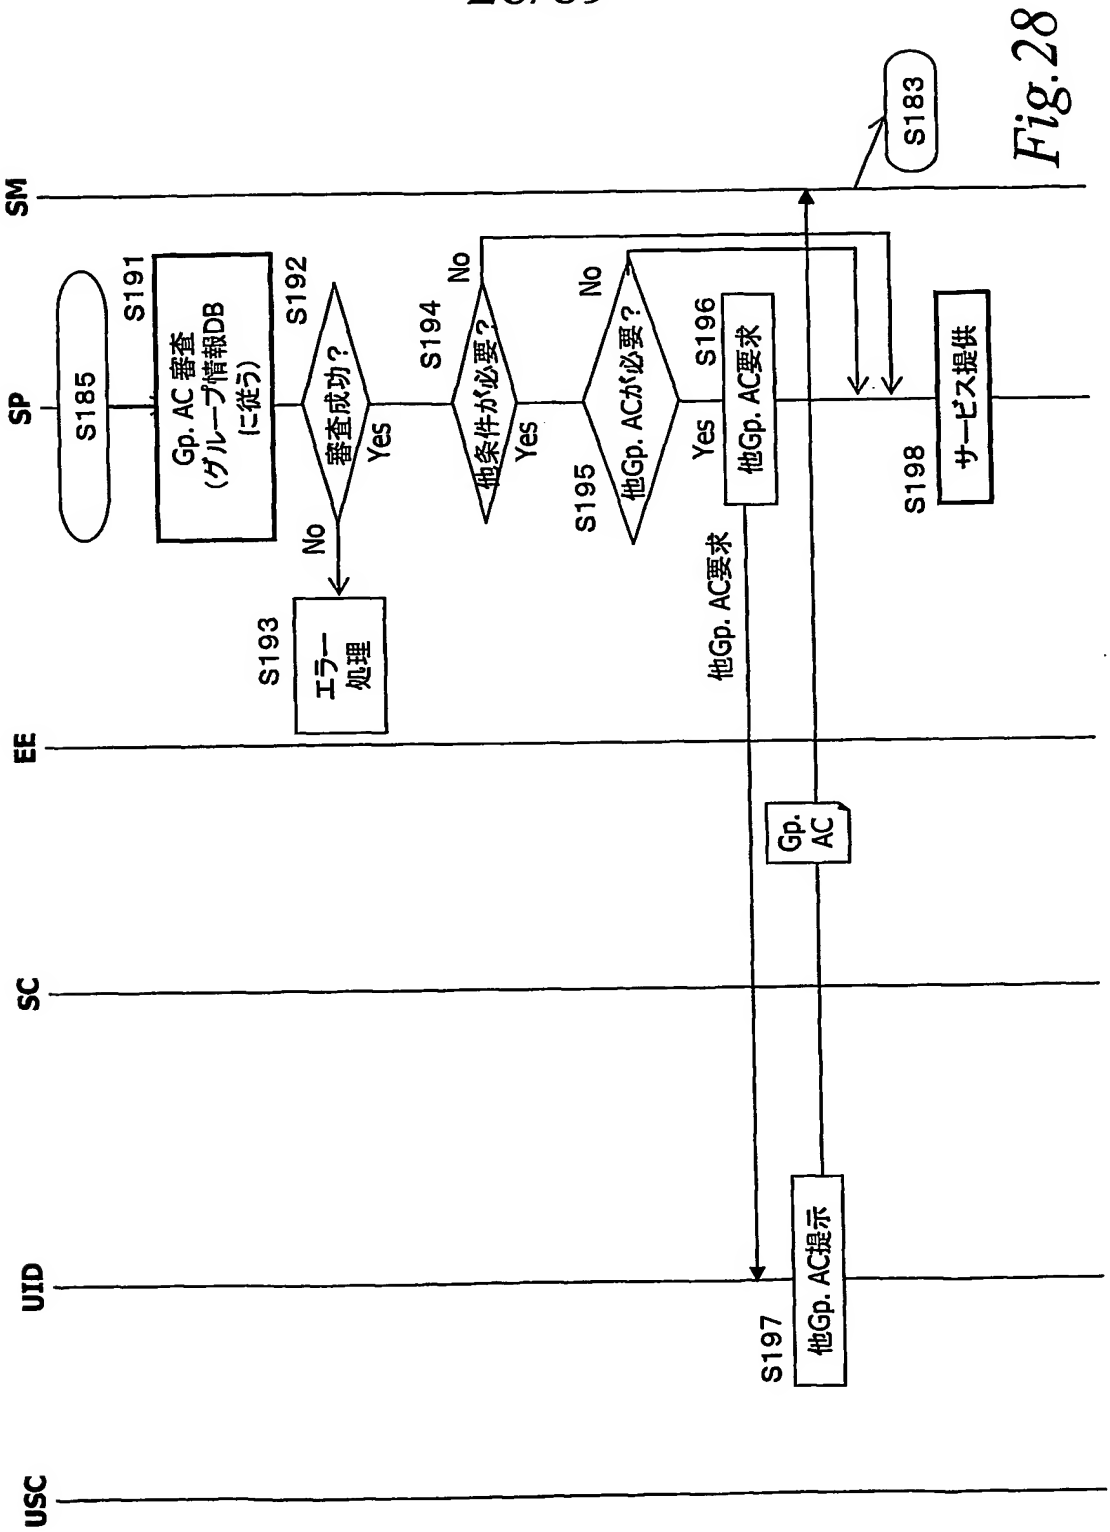 USC
UID
SC
EE
SP
SM
S185
S191
Gp. AC 審査
(グループ情報DB
に従う)
S192
審査成功?
No
Yes
S193
エラー
処理
S194
他条件が必要?
No
Yes
S195
他Gp. ACが必要?
No
Yes
S196
他Gp. AC要求
他Gp. AC要求
S197
他Gp. AC提示
Gp.
AC
S183
S198
サービス提供
Fig.28